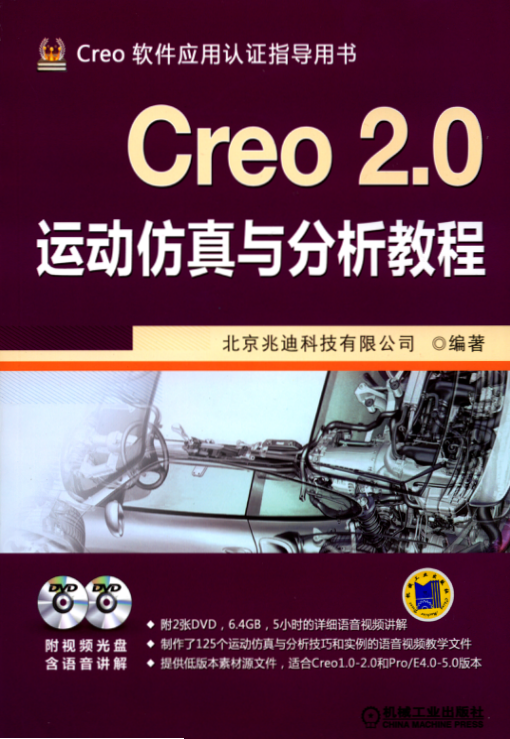 Creo 软件应用认证指导用书
Creo 2.0
运动仿真与分析教程
北京兆迪科技有限公司 ◎编著
DVD DVD
附视频光盘
含语音讲解
◆ 附2张DVD，6.4GB，5小时的详细语音视频讲解
◆ 制作了125个运动仿真与分析技巧和实例的语音视频教学文件
◆ 提供低版本素材源文件，适合Creo1.0-2.0和Pro/E4.0-5.0版本
机械工业出版社
CHINA MACHINE PRESS